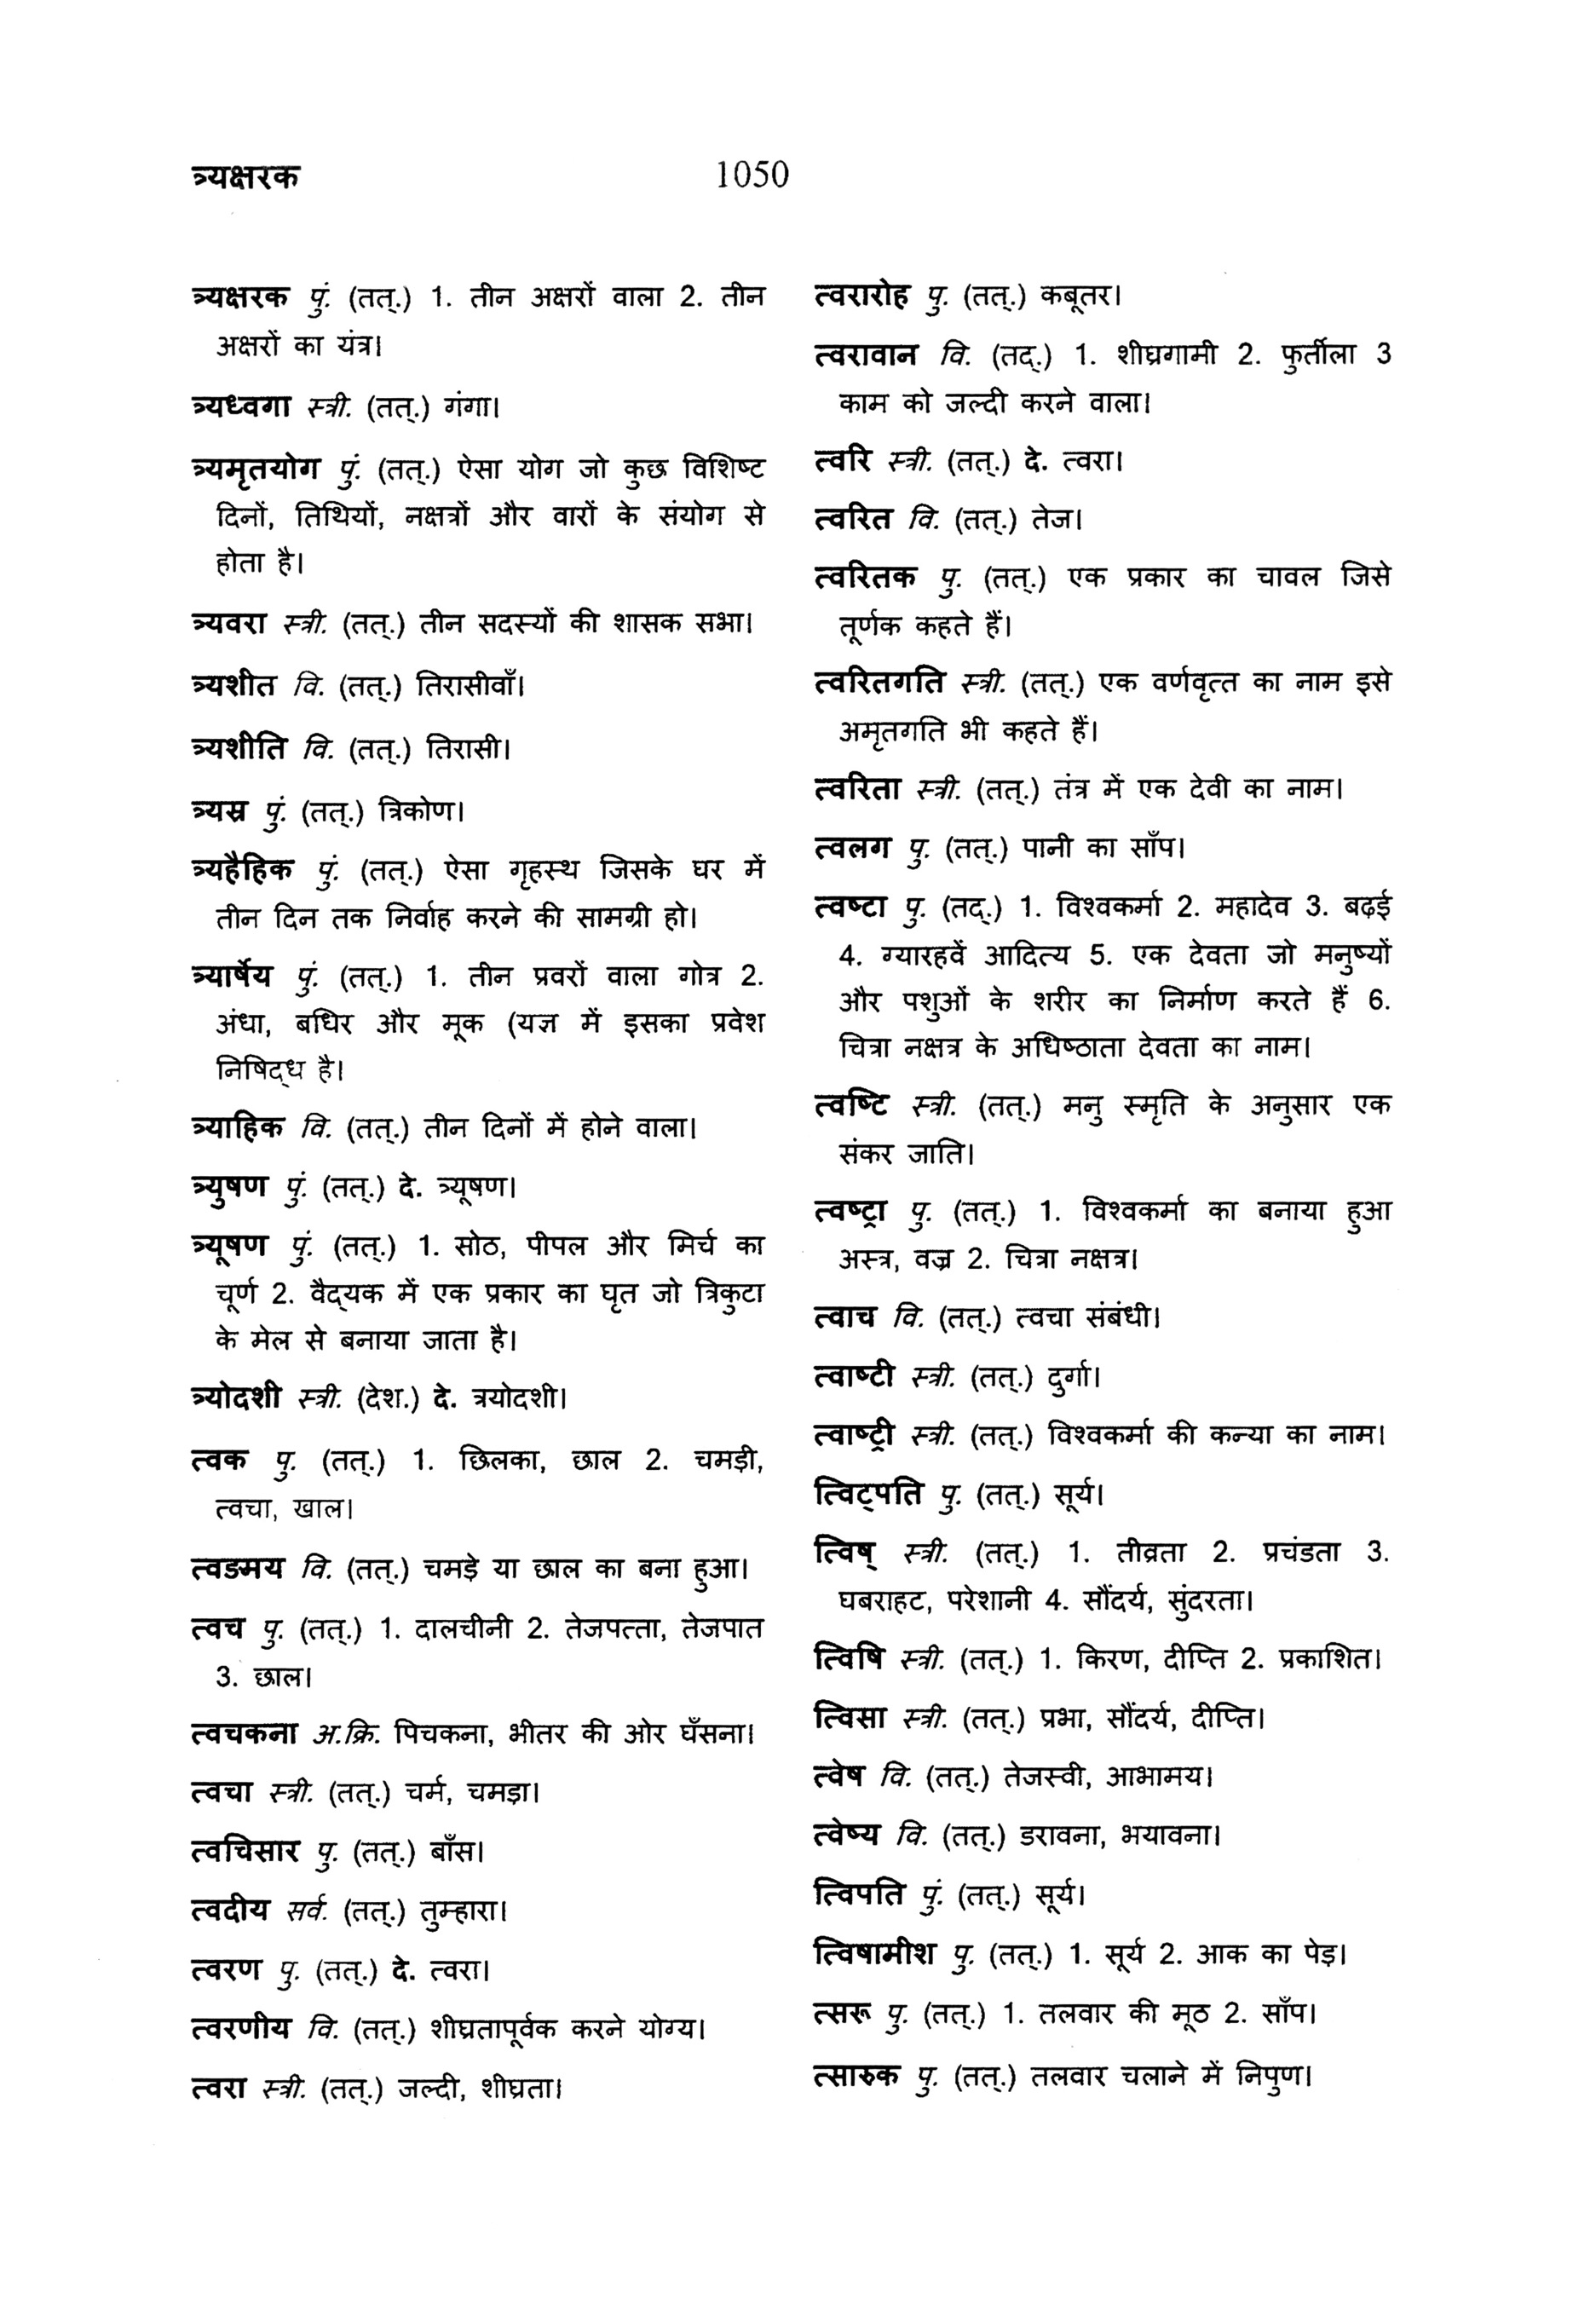 त्र्यक्षरक
1050
त्र्यक्षरक पुं. (तत्.) 1. तीन अक्षरों वाला 2. तीन
अक्षरों का यंत्र।
त्र्यध्वगा स्त्री. (तत्.) गंगा।
त्र्यमृतयोग पुं. (तत्.) ऐसा योग जो कुछ विशिष्ट
दिनों, तिथियों, नक्षत्रों और वारों के संयोग से
होता है।
त्र्यवरा स्त्री. (तत्.) तीन सदस्यों की शासक सभा।
त्र्यशीत वि. (तत्.) तिरासीवाँ।
त्र्यशीति वि. (तत्.) तिरासी।
त्र्यस्र पुं. (तत्.) त्रिकोण।
त्र्यहैहिक पुं. (तत्.) ऐसा गृहस्थ जिसके घर में
तीन दिन तक निर्वाह करने की सामग्री हो।
त्र्यार्षेय पुं. (तत्.) 1. तीन प्रवरों वाला गोत्र 2.
अंधा, बधिर और मूक (यज्ञ में इसका प्रवेश
निषिद्ध है।
त्र्याहिक वि. (तत्.) तीन दिनों में होने वाला।
त्र्युषण पुं. (तत्.) दे. त्र्यूषण।
त्र्यूषण पुं. (तत्.) 1. सोठ, पीपल और मिर्च का
चूर्ण 2. वैद्यक में एक प्रकार का घृत जो त्रिकुटा
के मेल से बनाया जाता है।
त्र्योदशी स्त्री. (देश.) दे. त्रयोदशी।
त्वक पु. (तत्.) 1. छिलका, छाल 2. चमड़ी,
त्वचा, खाल।
त्वडमय वि. (तत्.) चमड़े या छाल का बना हुआ।
त्वच पु. (तत्.) 1. दालचीनी 2. तेजपत्ता, तेजपात
3. छाल।
त्वचकना अ.क्रि. पिचकना, भीतर की ओर घँसना।
त्वचा स्त्री. (तत्.) चर्म, चमड़ा।
त्वचिसार पु. (तत्.) बाँस।
त्वदीय सर्व. (तत्.) तुम्हारा।
त्वरण पु. (तत्.) दे. त्वरा।
त्वरणीय वि. (तत्.) शीघ्रतापूर्वक करने योग्य।
त्वरा स्त्री. (तत्.) जल्दी, शीघ्रता।
त्वरारोह पु. (तत्.) कबूतर।
त्वरावान वि. (तद्.) 1. शीघ्रगामी 2. फुर्तीला 3
काम को जल्दी करने वाला।
त्वरि स्त्री. (तत्.) दे. त्वरा।
त्वरित वि. (तत्.) तेज।
त्वरितक पु. (तत्.) एक प्रकार का चावल जिसे
तूर्णक कहते हैं।
त्वरितगति स्त्री. (तत्.) एक वर्णवृत्त का नाम इसे
अमृतगति भी कहते हैं।
त्वरिता स्त्री. (तत्.) तंत्र में एक देवी का नाम।
त्वलग पु. (तत्.) पानी का साँप।
त्वष्टा पु. (तद्.) 1. विश्वकर्मा 2. महादेव 3. बढ़ई
4. ग्यारहवें आदित्य 5. एक देवता जो मनुष्यों
और पशुओं के शरीर का निर्माण करते हैं 6.
चित्रा नक्षत्र के अधिष्ठाता देवता का नाम।
त्वष्टि स्त्री. (तत्.) मनु स्मृति के अनुसार एक
संकर जाति।
त्वष्ट्रा पु. (तत्.) 1. विश्वकर्मा का बनाया हुआ
अस्त्र, वज्र 2. चित्रा नक्षत्र।
त्वाच वि. (तत्.) त्वचा संबंधी।
त्वाष्टी स्त्री. (तत्.) दुर्गा।
त्वाष्ट्री स्त्री. (तत्.) विश्वकर्मा की कन्या का नाम।
त्विट्पति पु. (तत्.) सूर्य।
त्विष् स्त्री. (तत्.) 1. तीव्रता 2. प्रचंडता 3.
घबराहट, परेशानी 4. सौंदर्य, सुंदरता।
त्विषि स्त्री. (तत्.) 1. किरण, दीप्ति 2. प्रकाशित।
त्विसा स्त्री. (तत्.) प्रभा, सौंदर्य, दीप्ति।
त्वेष वि. (तत्.) तेजस्वी, आभामय।
त्वेष्य वि. (तत्.) डरावना, भयावना।
त्विपति पुं. (तत्.) सूर्य।
त्विषामीश पु. (तत्.) 1. सूर्य 2. आक का पेड़।
त्सरू पु. (तत्.) 1. तलवार की मूठ 2. साँप।
त्सारुक पु. (तत्.) तलवार चलाने में निपुण।